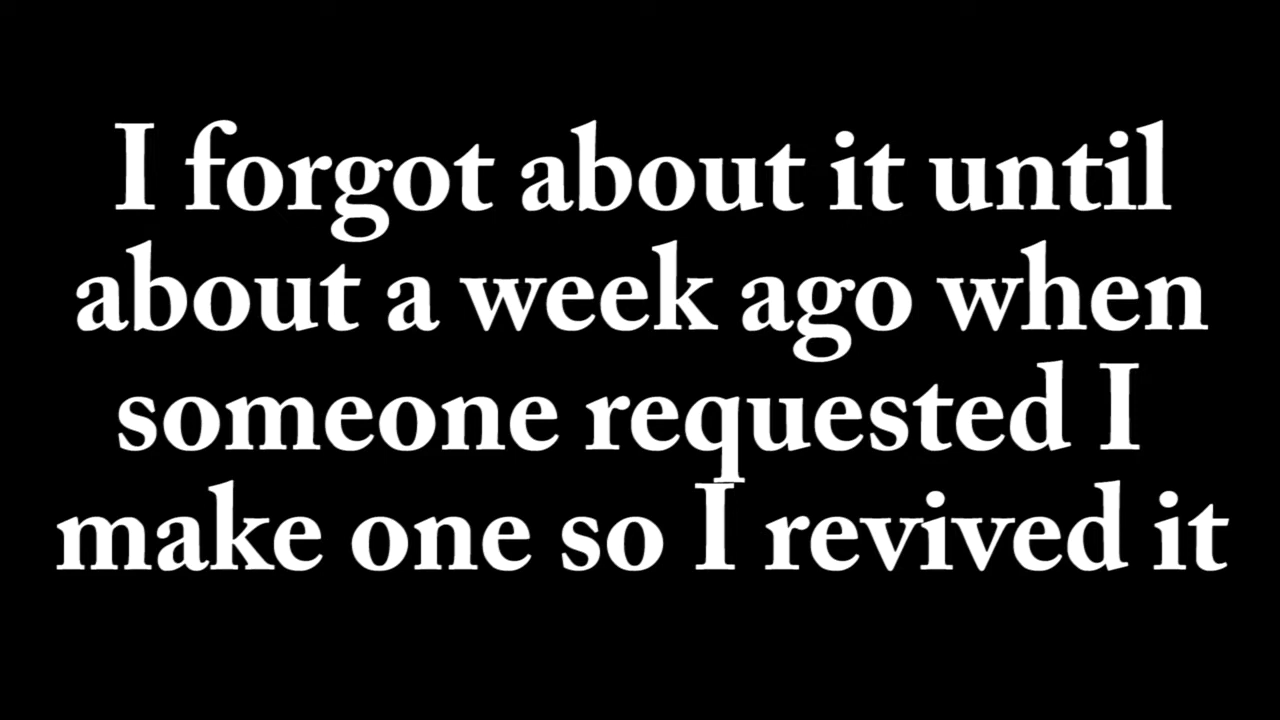 I forgot about it until
about a week ago when
someone requested I
make one so I revived it